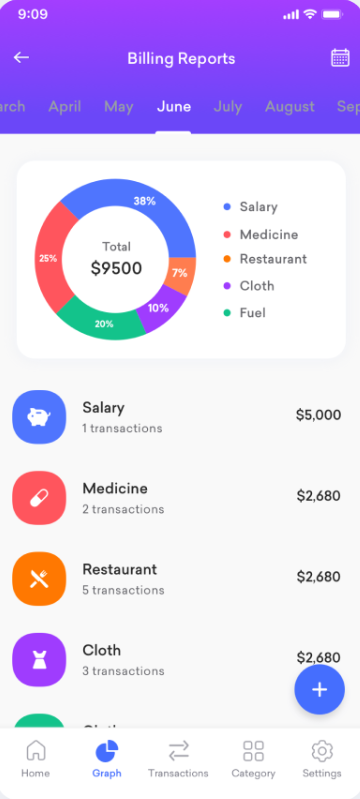 9:09
Billing Reports
arch April May June July August Sep
38%
25%
7%
10%
20%
Total
$9500
Salary
Medicine
Restaurant
Cloth
Fuel
Salary
1 transactions
$5,000
Medicine
2 transactions
$2,680
Restaurant
5 transactions
$2,680
Cloth
3 transactions
$2,680
Home Graph Transactions Category Settings